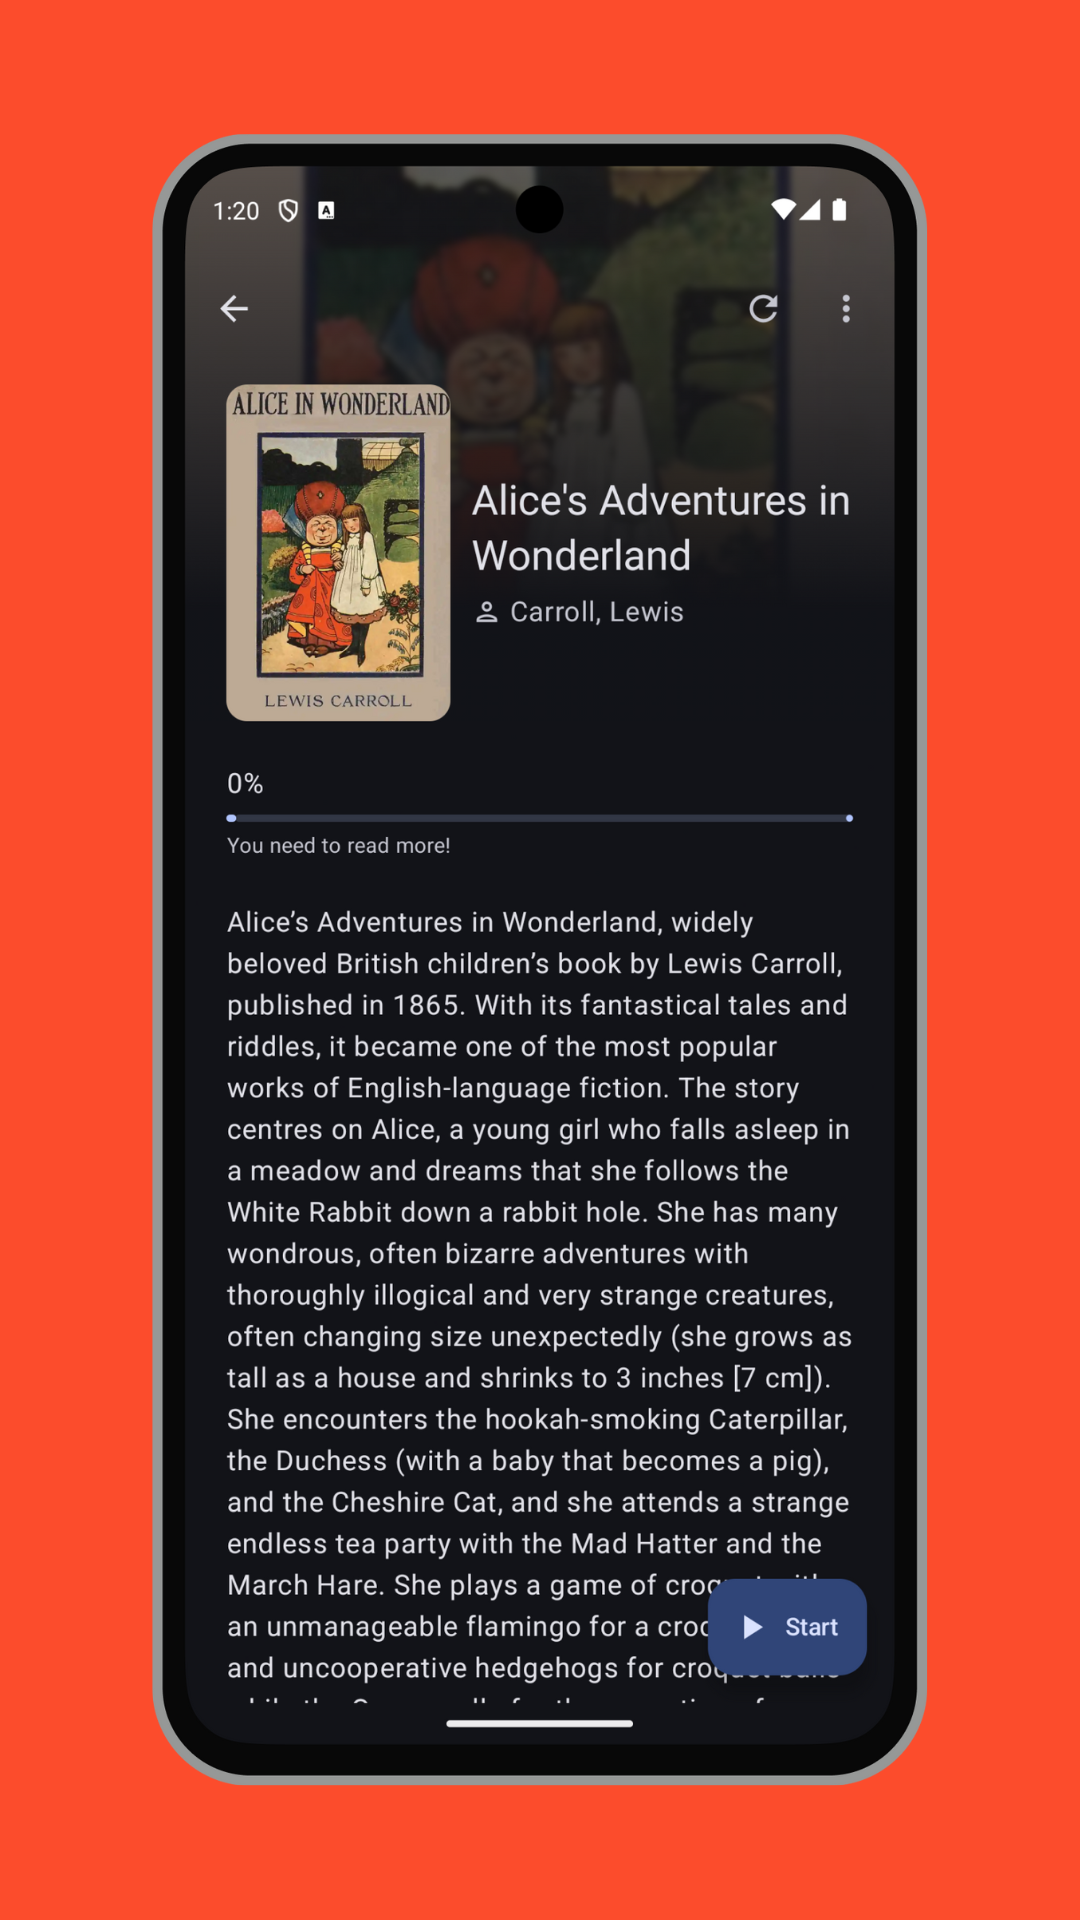 1:20
A
ALICE IN WONDERLAND
LEWIS CARROLL
Alice's Adventures in
Wonderland
Carroll, Lewis
0%
You need to read more!
Alice’s Adventures in Wonderland, widely
beloved British children’s book by Lewis Carroll,
published in 1865. With its fantastical tales and
riddles, it became one of the most popular
works of English-language fiction. The story
centres on Alice, a young girl who falls asleep in
a meadow and dreams that she follows the
White Rabbit down a rabbit hole. She has many
wondrous, often bizarre adventures with
thoroughly illogical and very strange creatures,
often changing size unexpectedly (she grows as
tall as a house and shrinks to 3 inches [7 cm]).
She encounters the hookah-smoking Caterpillar,
the Duchess (with a baby that becomes a pig),
and the Cheshire Cat, and she attends a strange
endless tea party with the Mad Hatter and the
March Hare. She plays a game of croquet with
an unmanageable flamingo for a
and uncooperative hedgehogs for croquet balls
Start